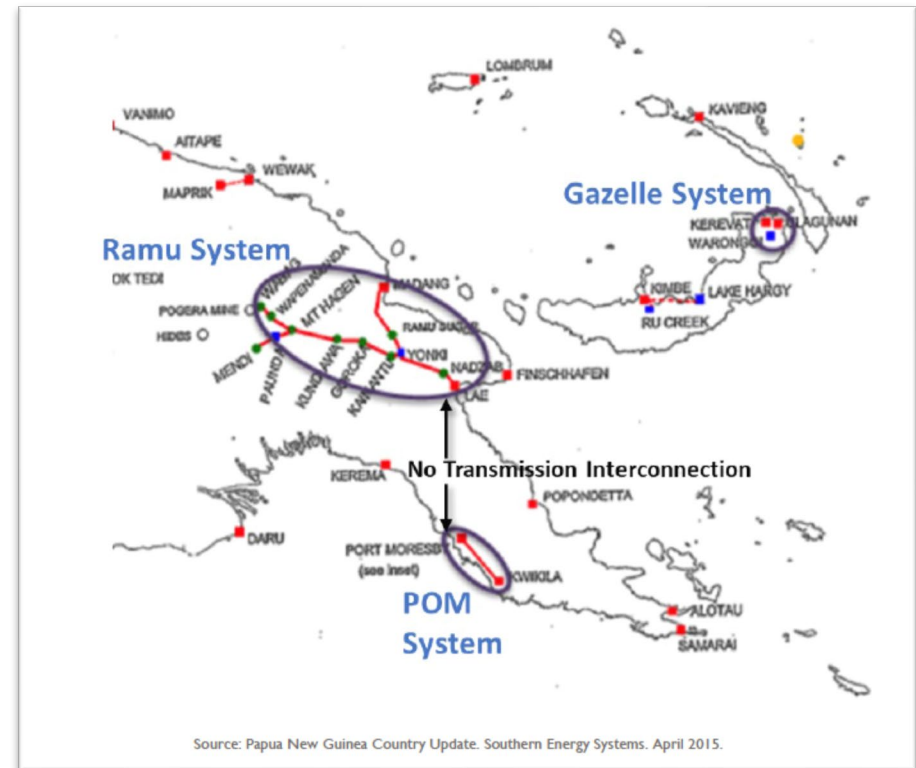 LOMBRUM
VANIMO
KAVIENG
AITAPE
WEWAK
MAPRIK
Gazelle System
KEREVAT
WARONGOI
Ramu System
WABAG
WAPENAMANDA
MT HAGEN
MADANG
OK TEDI
KIMBE
LAKE HARGY
RU CREEK
POGERA MINE
HIDES
RAMU SUGAR
YONKI
MENDI
KUNDIAWA
GOROKA
NADZAB
FINSCHHAFEN
LAE
No Transmission Interconnection
KEREMA
POPONDETTA
DARU
PORT MORESB
(see inset)
KWIKILA
POM
System
ALOTAU
SAMARAI
Source: Papua New Guinea Country Update. Southern Energy Systems. April 2015.